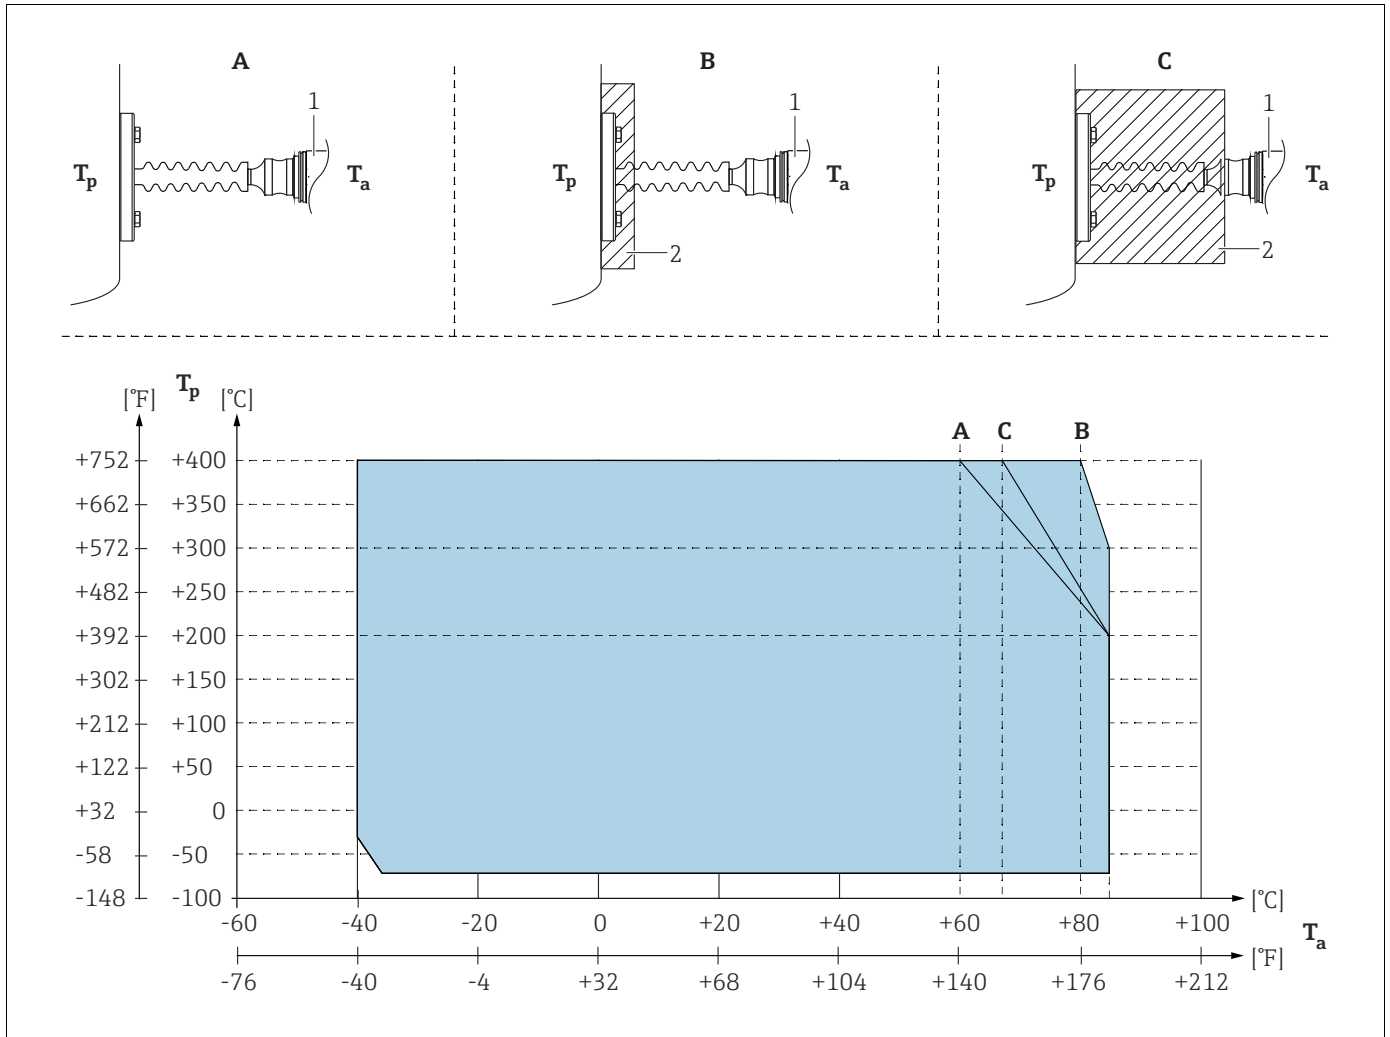 A B C
1 1 1
Tp Ta Tp Ta Tp Ta
2 2 2
Tp
[°F] [°C]
A C B
+752 +400
+662 +350
+572 +300
+482 +250
+392 +200
+302 +150
+212 +100
+122 +50
+32 0
-58 -50
-148 -100
[°C]
-60 -40 -20 0 +20 +40 +60 +80 +100
Ta
[°F]
-76 -40 -4 +32 +68 +104 +140 +176 +212